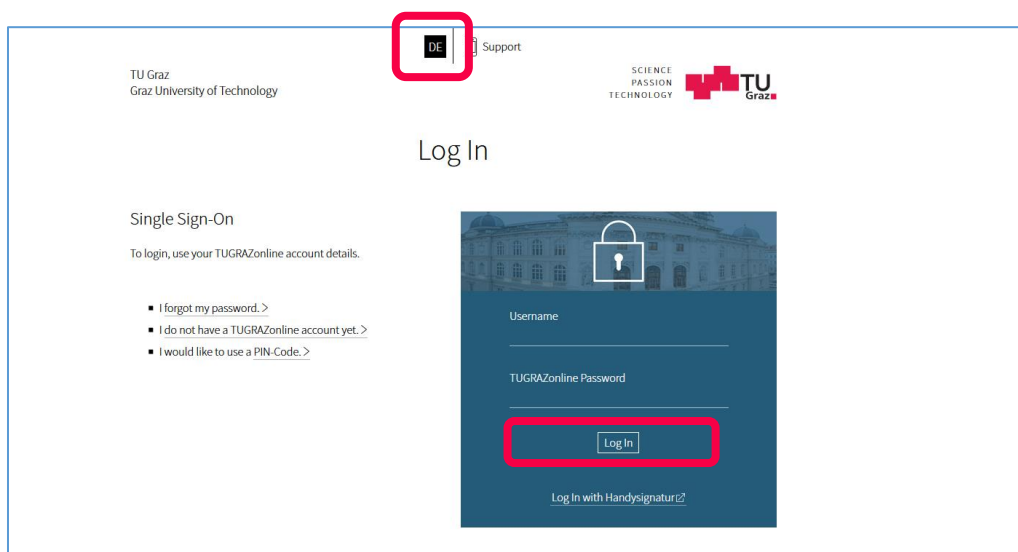 DE
Support
TU Graz
Graz University of Technology
SCIENCE
PASSION
TECHNOLOGY
TU
Graz
Log In
Single Sign-On
To login, use your TUGRAZonline account details.
I forgot my password. >
I do not have a TUGRAZonline account yet. >
I would like to use a PIN-Code. >
Username
TUGRAZonline Password
Log In
Log In with Handysignatur